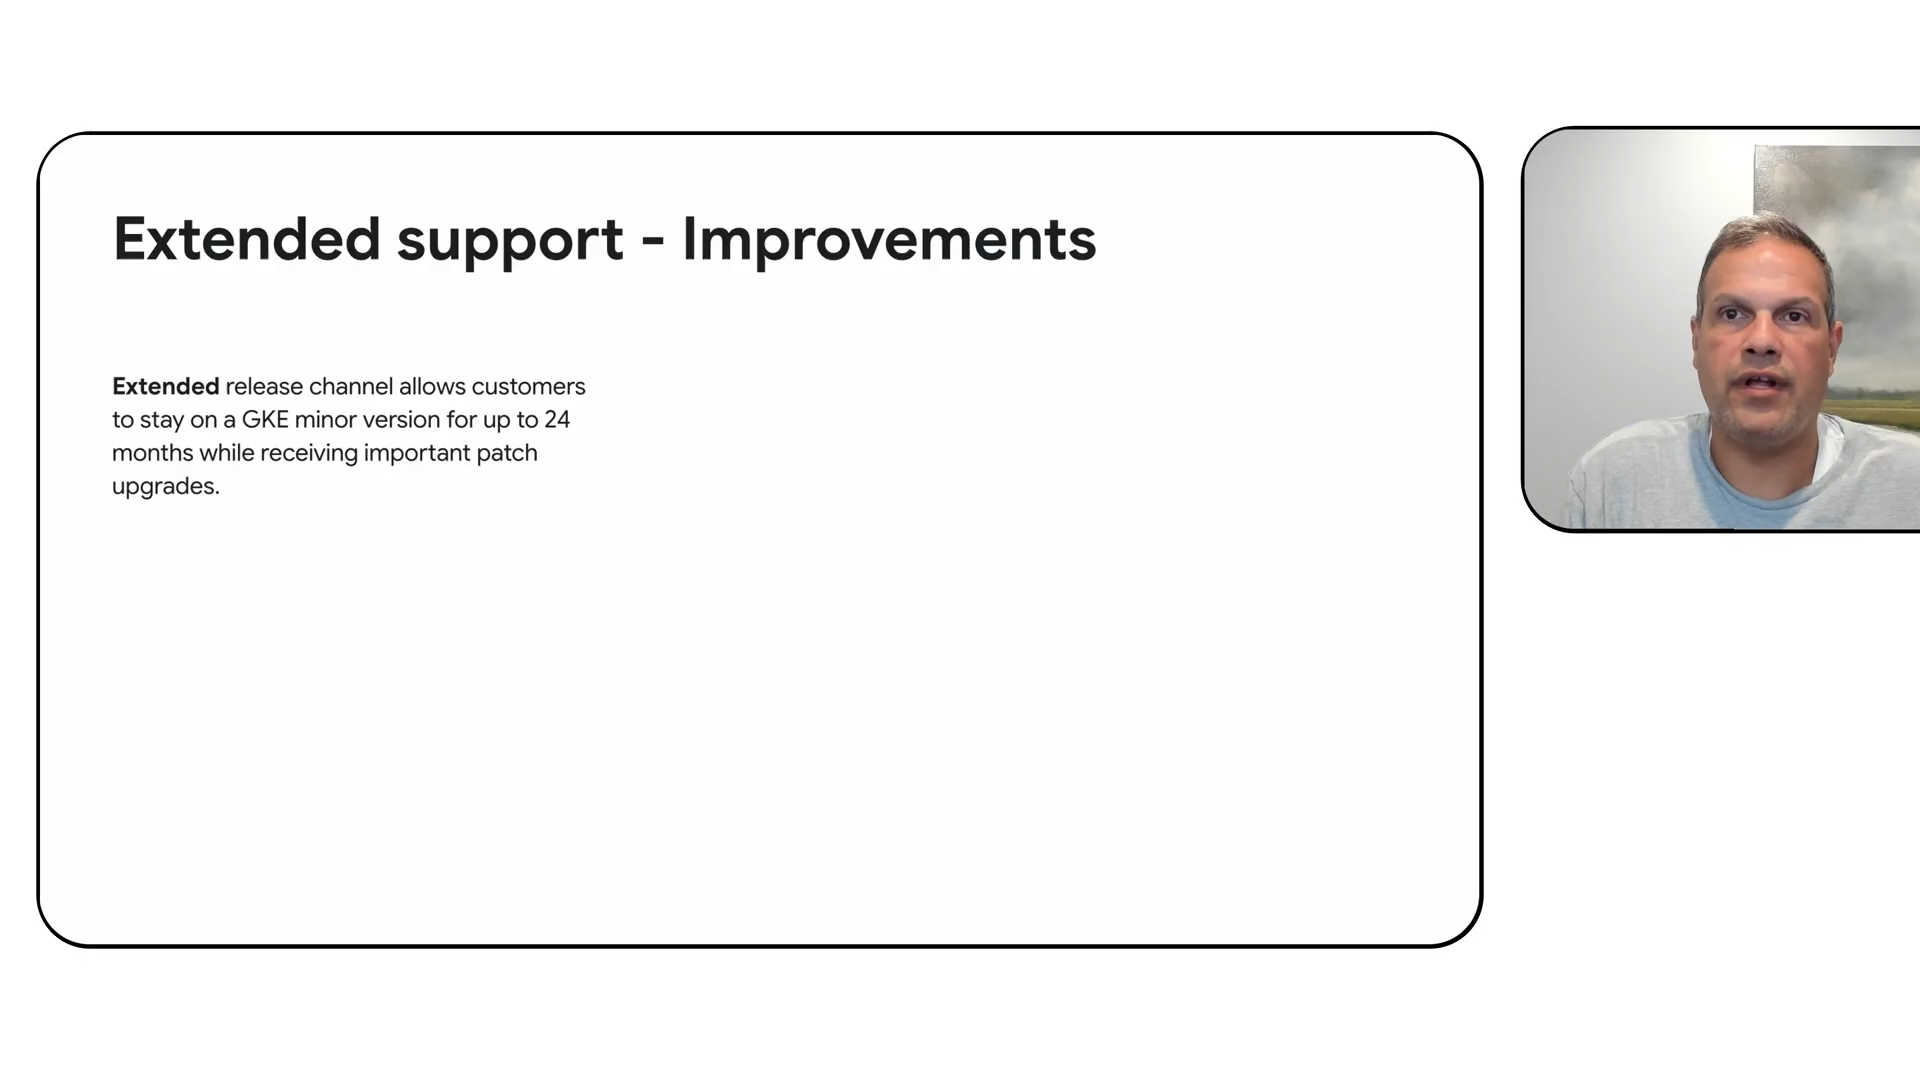 Extended support - Improvements
Extended release channel allows customers
to stay on a GKE minor version for up to 24
months while receiving important patch
upgrades.